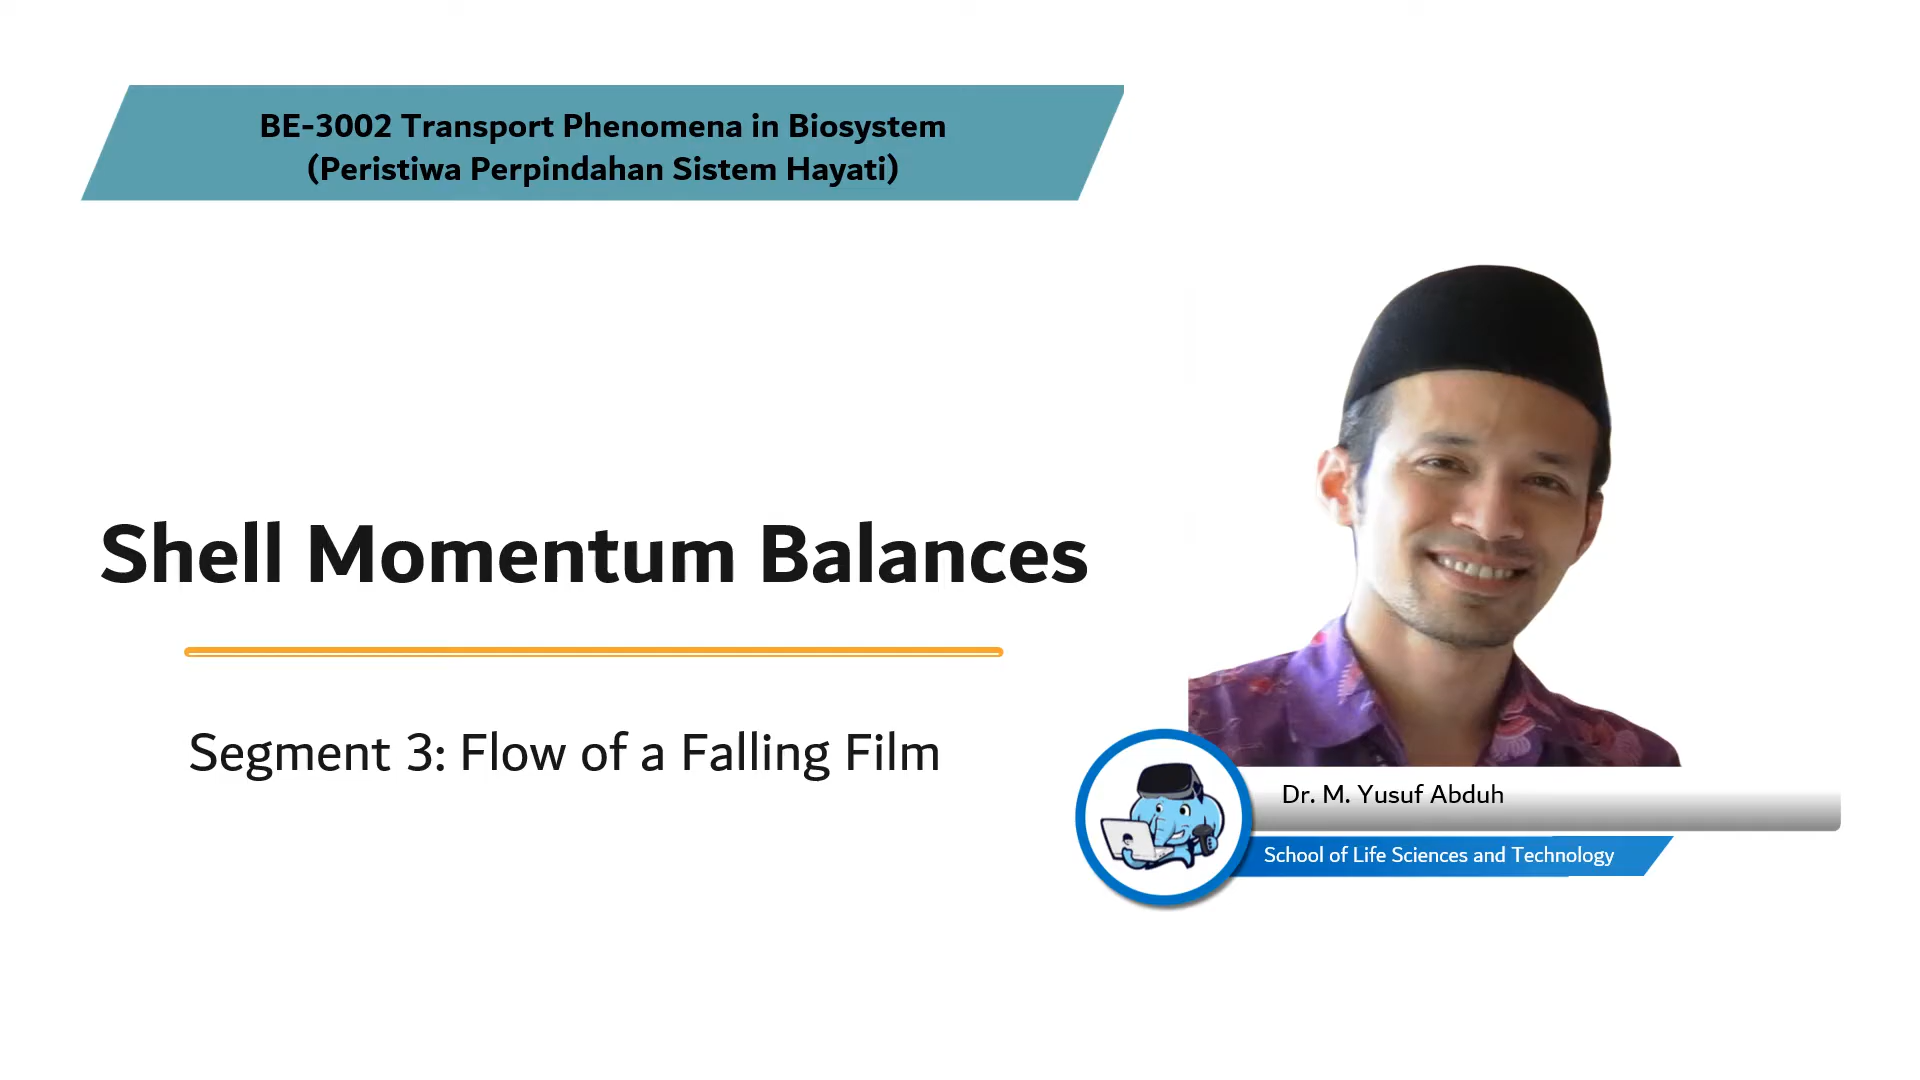 BE-3002 Transport Phenomena in Biosystem
(Peristiwa Perpindahan Sistem Hayati)
Shell Momentum Balances
Segment 3: Flow of a Falling Film
Dr. M. Yusuf Abduh
School of Life Sciences and Technology